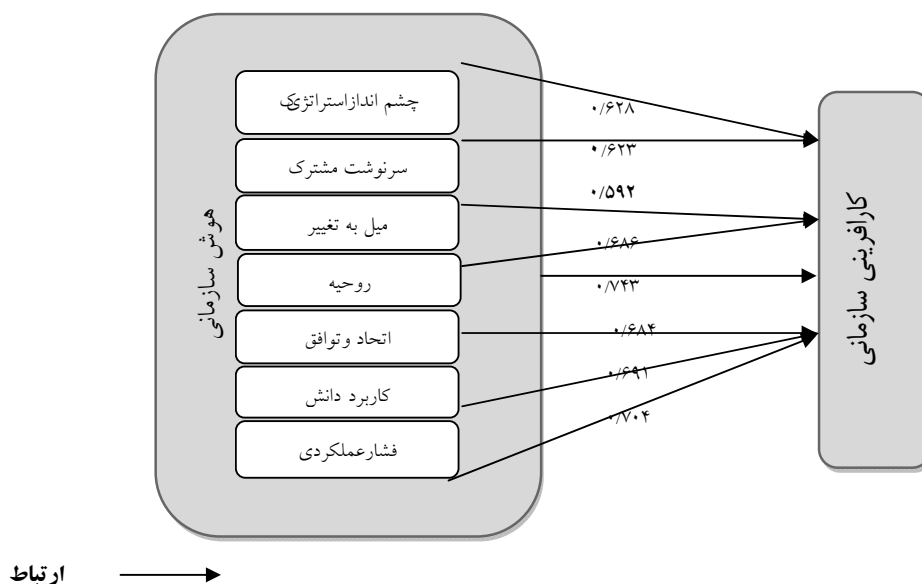 چشم اندازاستراتژیک
سرنوشت مشترک
میل به تغییر
روحیه
اتحاد وتوافق
کاربرد دانش
فشارعملکردی
هوش سازمانی
۰/۶۲۸
۰/۶۲۳
۰/۵۹۲
۰/۶۸۶
۰/۷۴۳
۰/۶۸۴
۰/۶۹۱
۰/۷۰۴
کارافرینی سازمانی
ارتباط